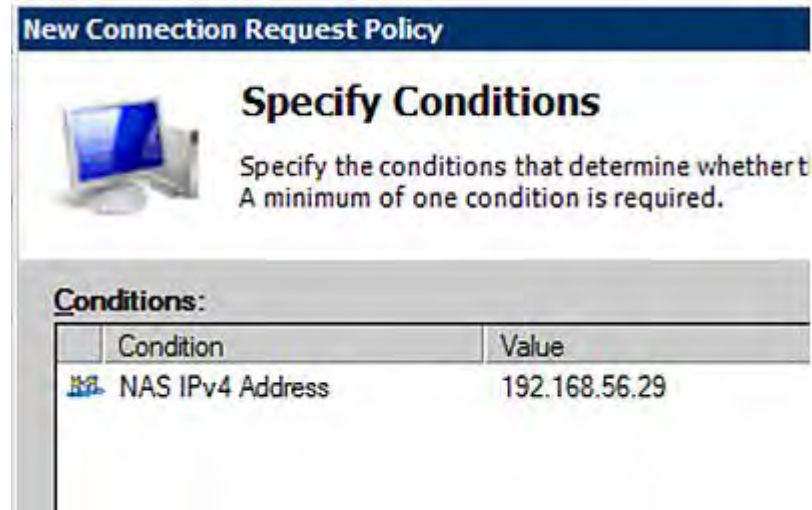 New Connection Request Policy
Specify Conditions
Specify the conditions that determine whether t
A minimum of one condition is required.
Conditions:
Condition Value
NAS IPv4 Address 192.168.56.29